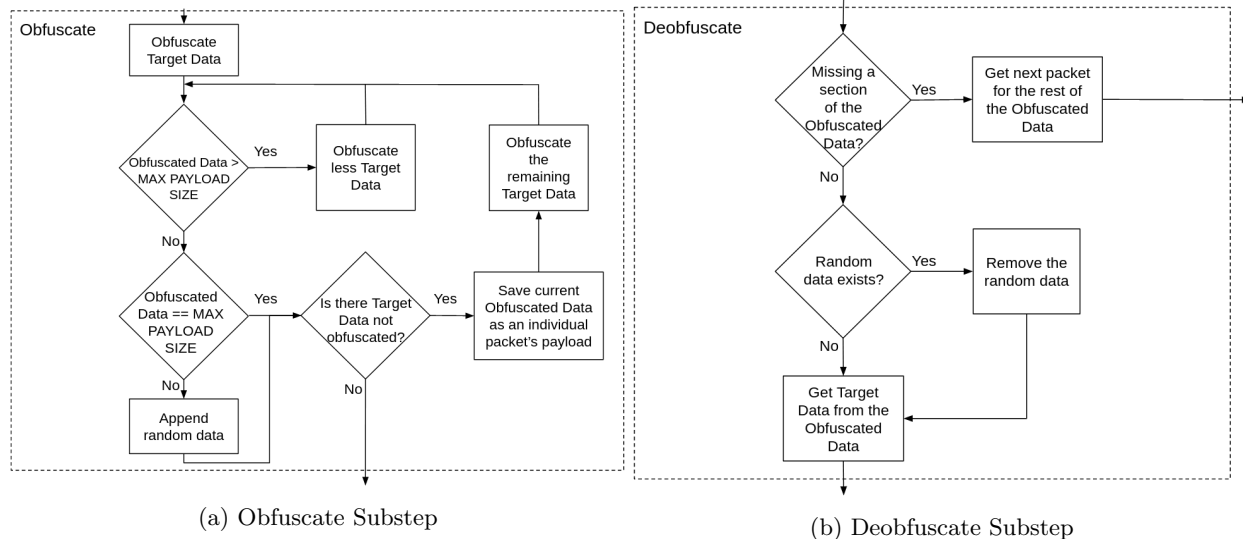 Obfuscate
Obfuscate
Target Data
Obfuscated Data >
MAX PAYLOAD
SIZE
Yes
Obfuscate
less Target
Data
Obfuscate
the
remaining
Target Data
No
Obfuscated
Data == MAX
PAYLOAD
SIZE
Yes
Is there Target
Data not
obfuscated?
Yes
Save current
Obfuscated Data
as an individual
packet's payload
No
No
Append
random data
(a) Obfuscate Substep
Deobfuscate
Missing a
section
of the
Obfuscated
Data?
Yes
Get next packet
for the rest of
the Obfuscated
Data
No
Random
data exists?
Yes
Remove the
random data
No
Get Target
Data from the
Obfuscated
Data
(b) Deobfuscate Substep